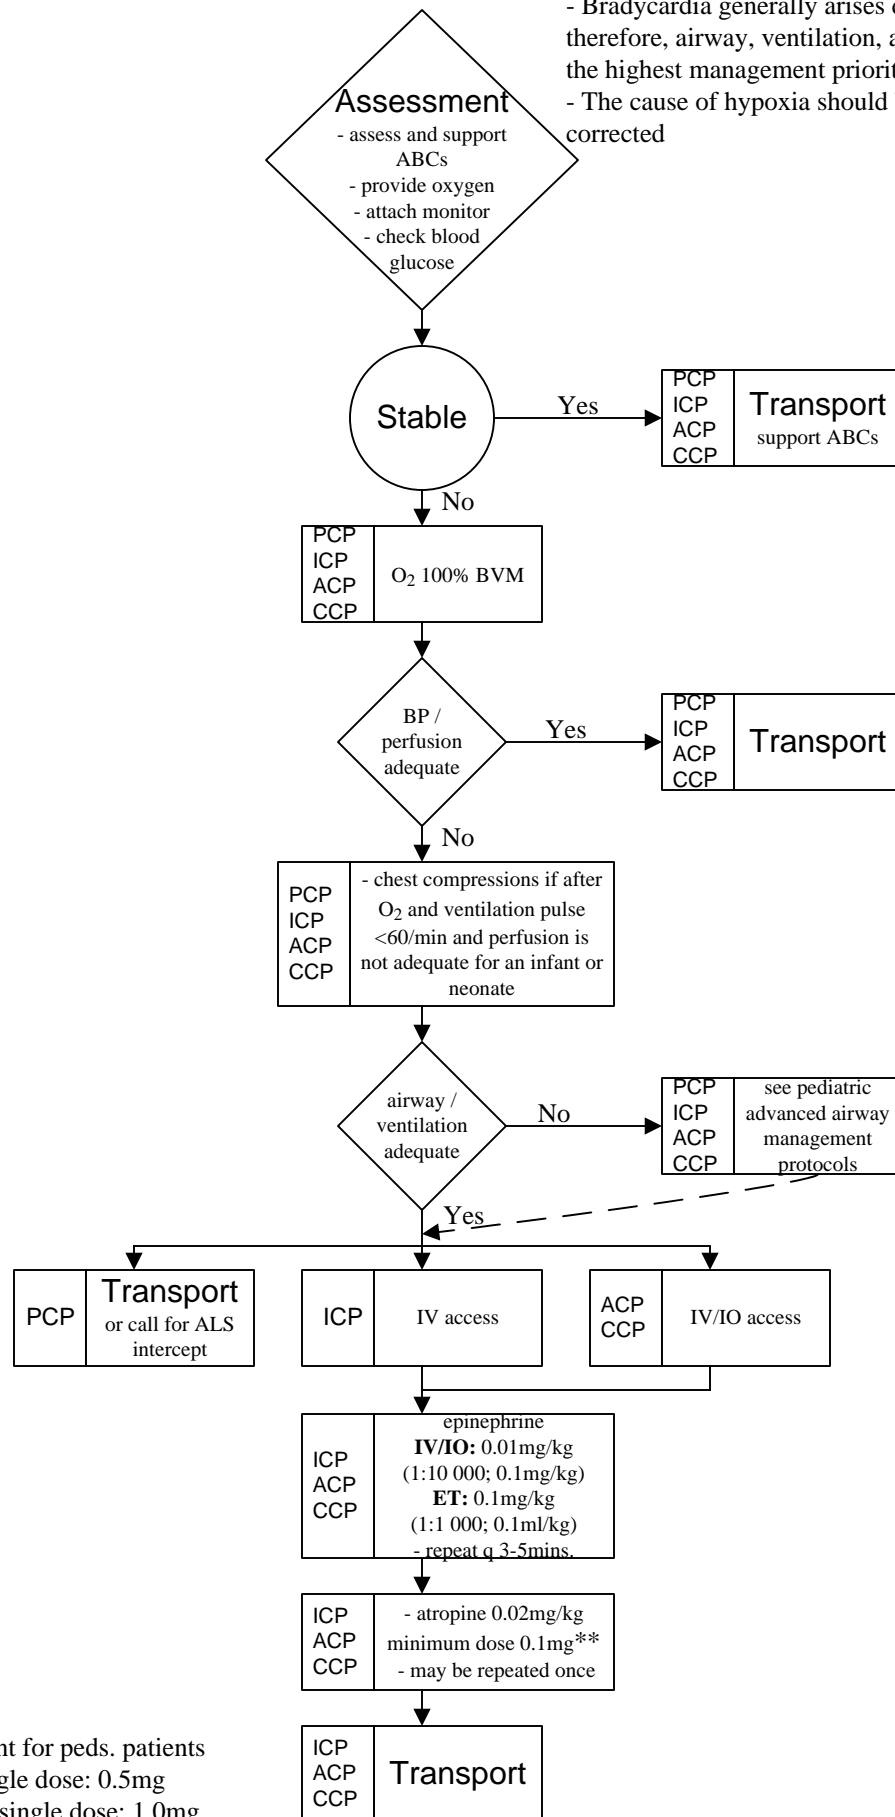 - Bradycardia generally arises
therefore, airway, ventilation,
the highest management
- The cause of hypoxia should
corrected
Assessment
- assess and support
ABCs
- provide oxygen
- attach monitor
- check blood
glucose
Stable
Yes
PCP
ICP
ACP
CCP
Transport
support ABCs
No
PCP
ICP
ACP
CCP
O2 100% BVM
BP /
perfusion
adequate
Yes
PCP
ICP
ACP
CCP
Transport
No
PCP
ICP
ACP
CCP
- chest compressions if after
O2 and ventilation pulse
<60/min and perfusion is
not adequate for an infant or
neonate
airway /
ventilation
adequate
No
PCP
ICP
ACP
CCP
see pediatric
advanced airway
management
protocols
Yes
PCP
Transport
or call for ALS
intercept
ICP
IV access
ACP
CCP
IV/IO access
ICP
ACP
CCP
epinephrine
IV/IO: 0.01mg/kg
(1:10 000; 0.1mg/kg)
ET: 0.1mg/kg
(1:1 000; 0.1ml/kg)
- repeat q 3-5mins.
ICP
ACP
CCP
- atropine 0.02mg/kg
minimum dose 0.1mg**
- may be repeated once
ICP
ACP
CCP
Transport
for peds. patients
dose: 0.5mg
single dose: 1.0mg